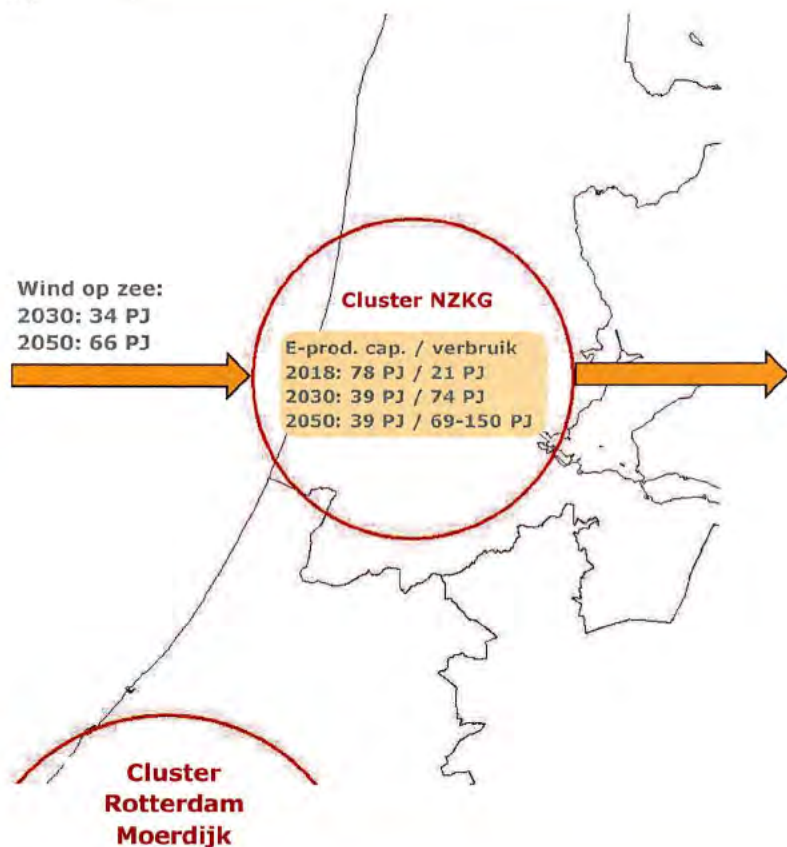 Wind op zee:
2030: 34 PJ
2050: 66 PJ
Cluster NZKG
E-prod. cap. / verbruik
2018: 78 PJ / 21 PJ
2030: 39 PJ / 74 PJ
2050: 39 PJ / 69-150 PJ
Cluster
Rotterdam
Moerdijk